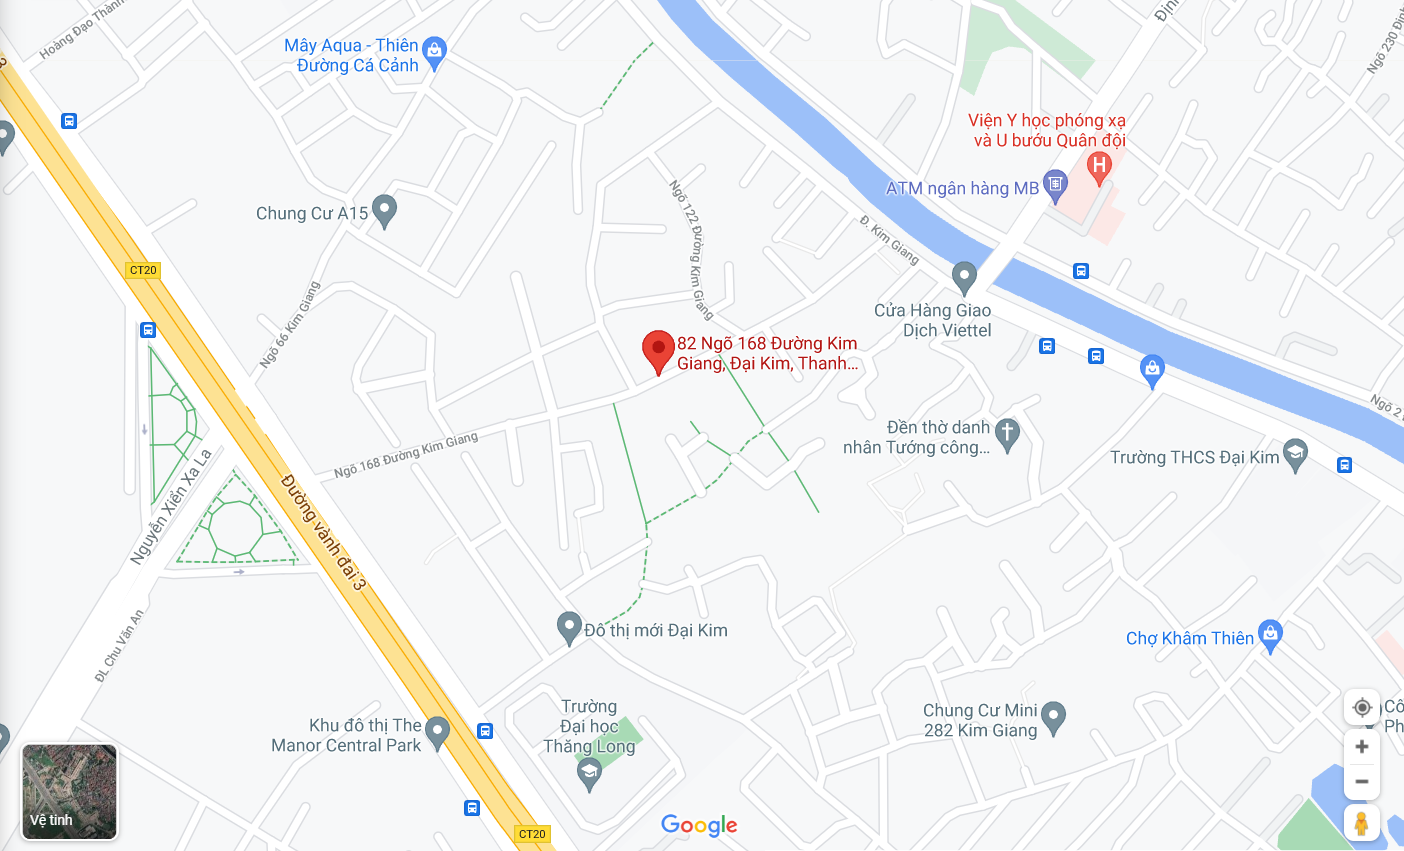 Hoàng Đạo Thành
Mây Aqua - Thiên
Đường Cá Cảnh
3
Ngõ 230 Định
Viện Y học phóng xạ
và U bướu Quân đội
ATM ngân hàng MB
Chung Cư A15
Ngõ 122 Đường Kim Giang
Đ. Kim Giang
CT20
Ngõ 66 Kim Giang
Cửa Hàng Giao
Dịch Viettel
82 Ngõ 168 Đường Kim
Giang, Đại Kim, Thanh...
Đền thờ danh
nhân Tướng công...
Trường THCS Đại Kim
Ngõ 168 Đường Kim Giang
Nguyễn Xiển Xa La
Đường vành đai 3
ĐL Chu Văn An
Đô thị mới Đại Kim
Chợ Khâm Thiên
Trường
Đại học
Thăng Long
Khu đô thị The
Manor Central Park
Chung Cư Mini
282 Kim Giang
Vệ tinh
Google
CT20